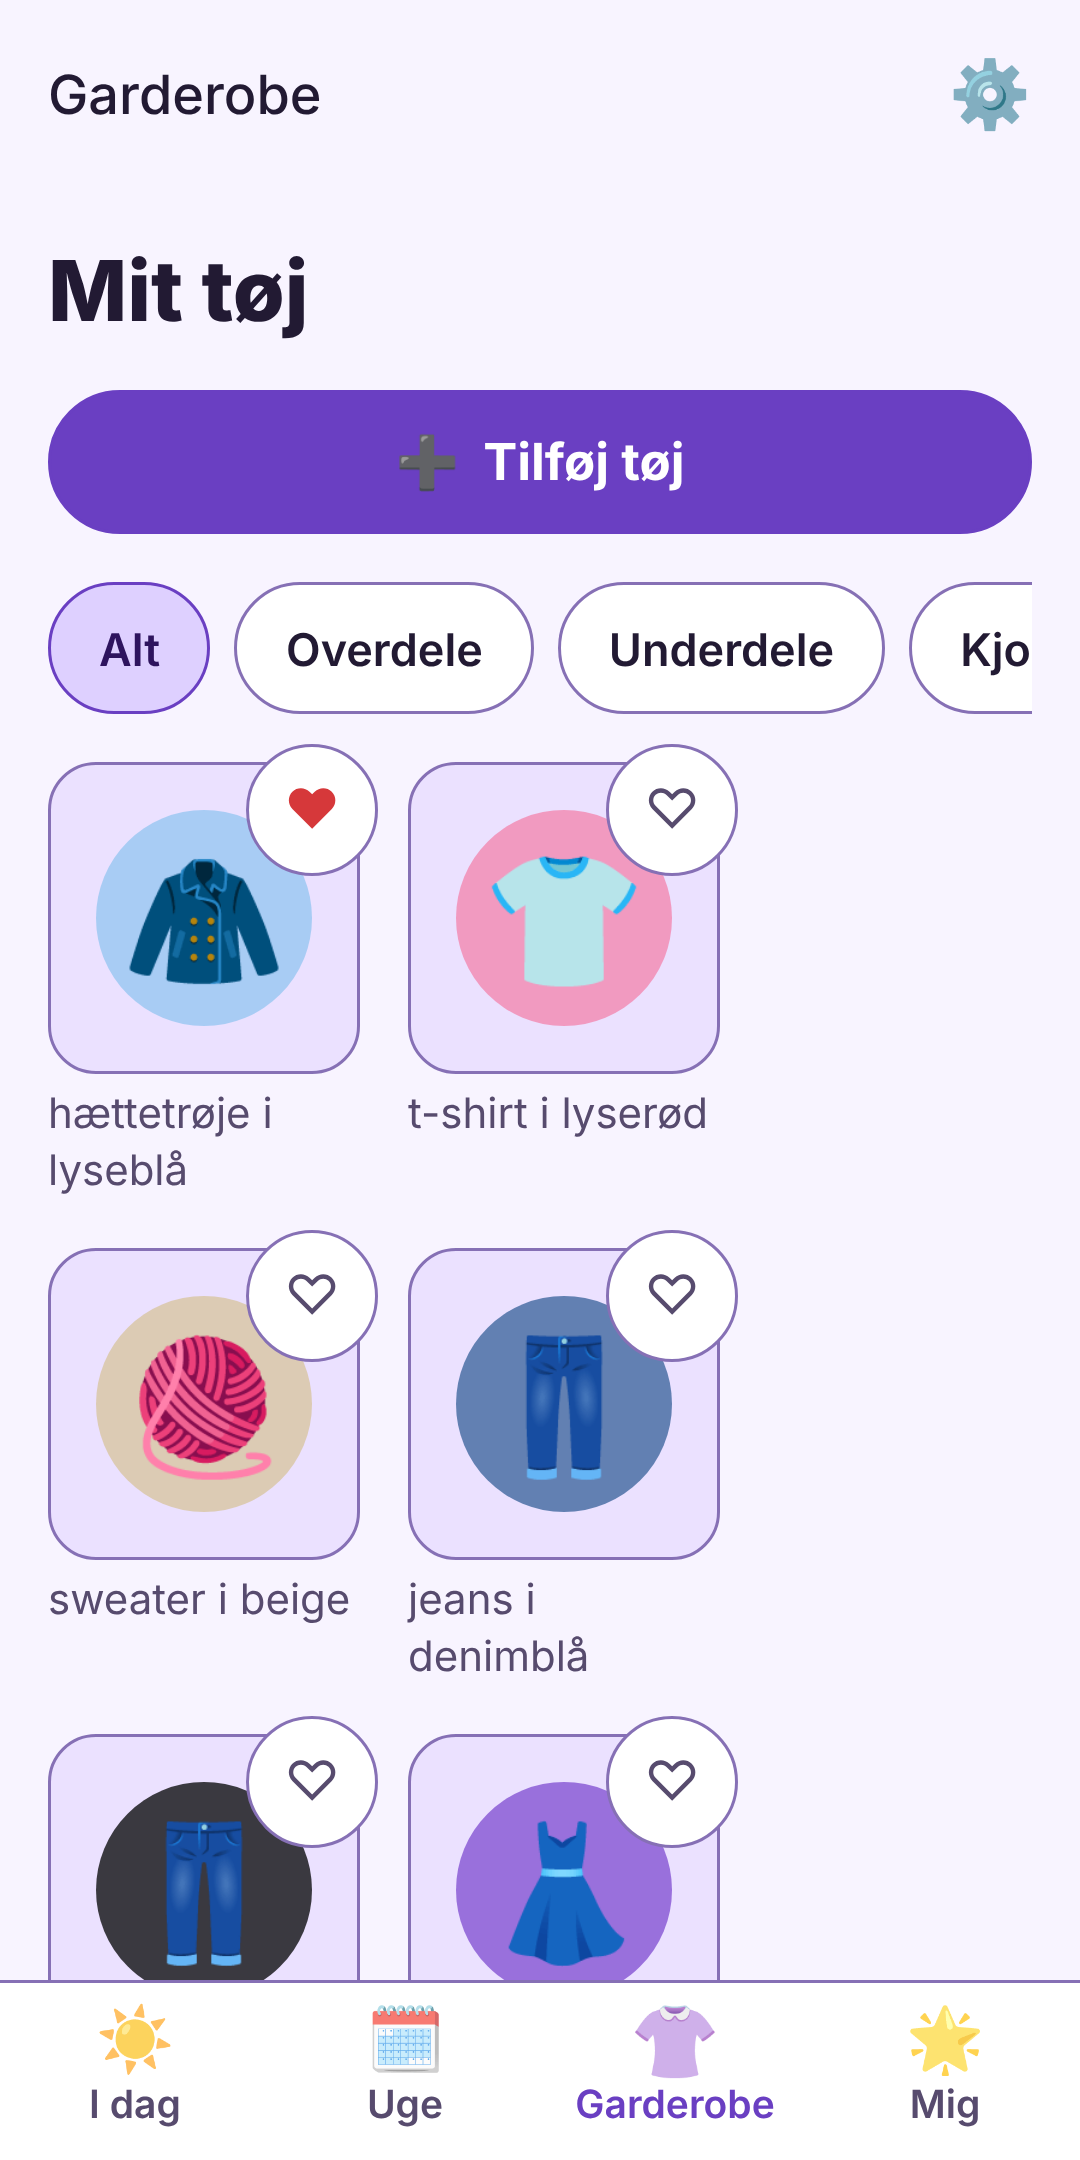 Garderobe
Mit tøj
Tilføj tøj
Alt
Overdele
Underdele
Kjo
hættetrøje i
lyseblå
t-shirt i lyserød
sweater i beige
jeans i
denimblå
I dag
Uge
Garderobe
Mig